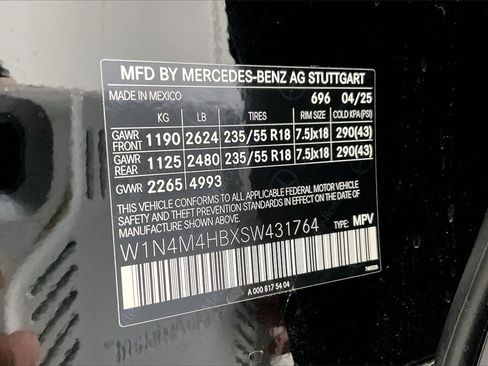 MFD BY MERCEDES-BENZ AG STUTTGART
MADE IN MEXICO 696 04/25
KG LB TIRES RIM SIZE COLD KPA(PSI)
GAWR FRONT 1190 2624 235/55 R18 7.5Jx18 290(43)
GAWR REAR 1125 2480 235/55 R18 7.5Jx18 290(43)
GVWR 2265 4993
THIS VEHICLE CONFORMS TO ALL APPLICABLE FEDERAL MOTOR VEHICLE
SAFETY AND THEFT PREVENTION STANDARDS IN EFFECT ON THE DATE OF
MANUFACTURE SHOWN ABOVE.
W1N4M4HBXSW431764 TYPE: MPV
A 000 817 54 04